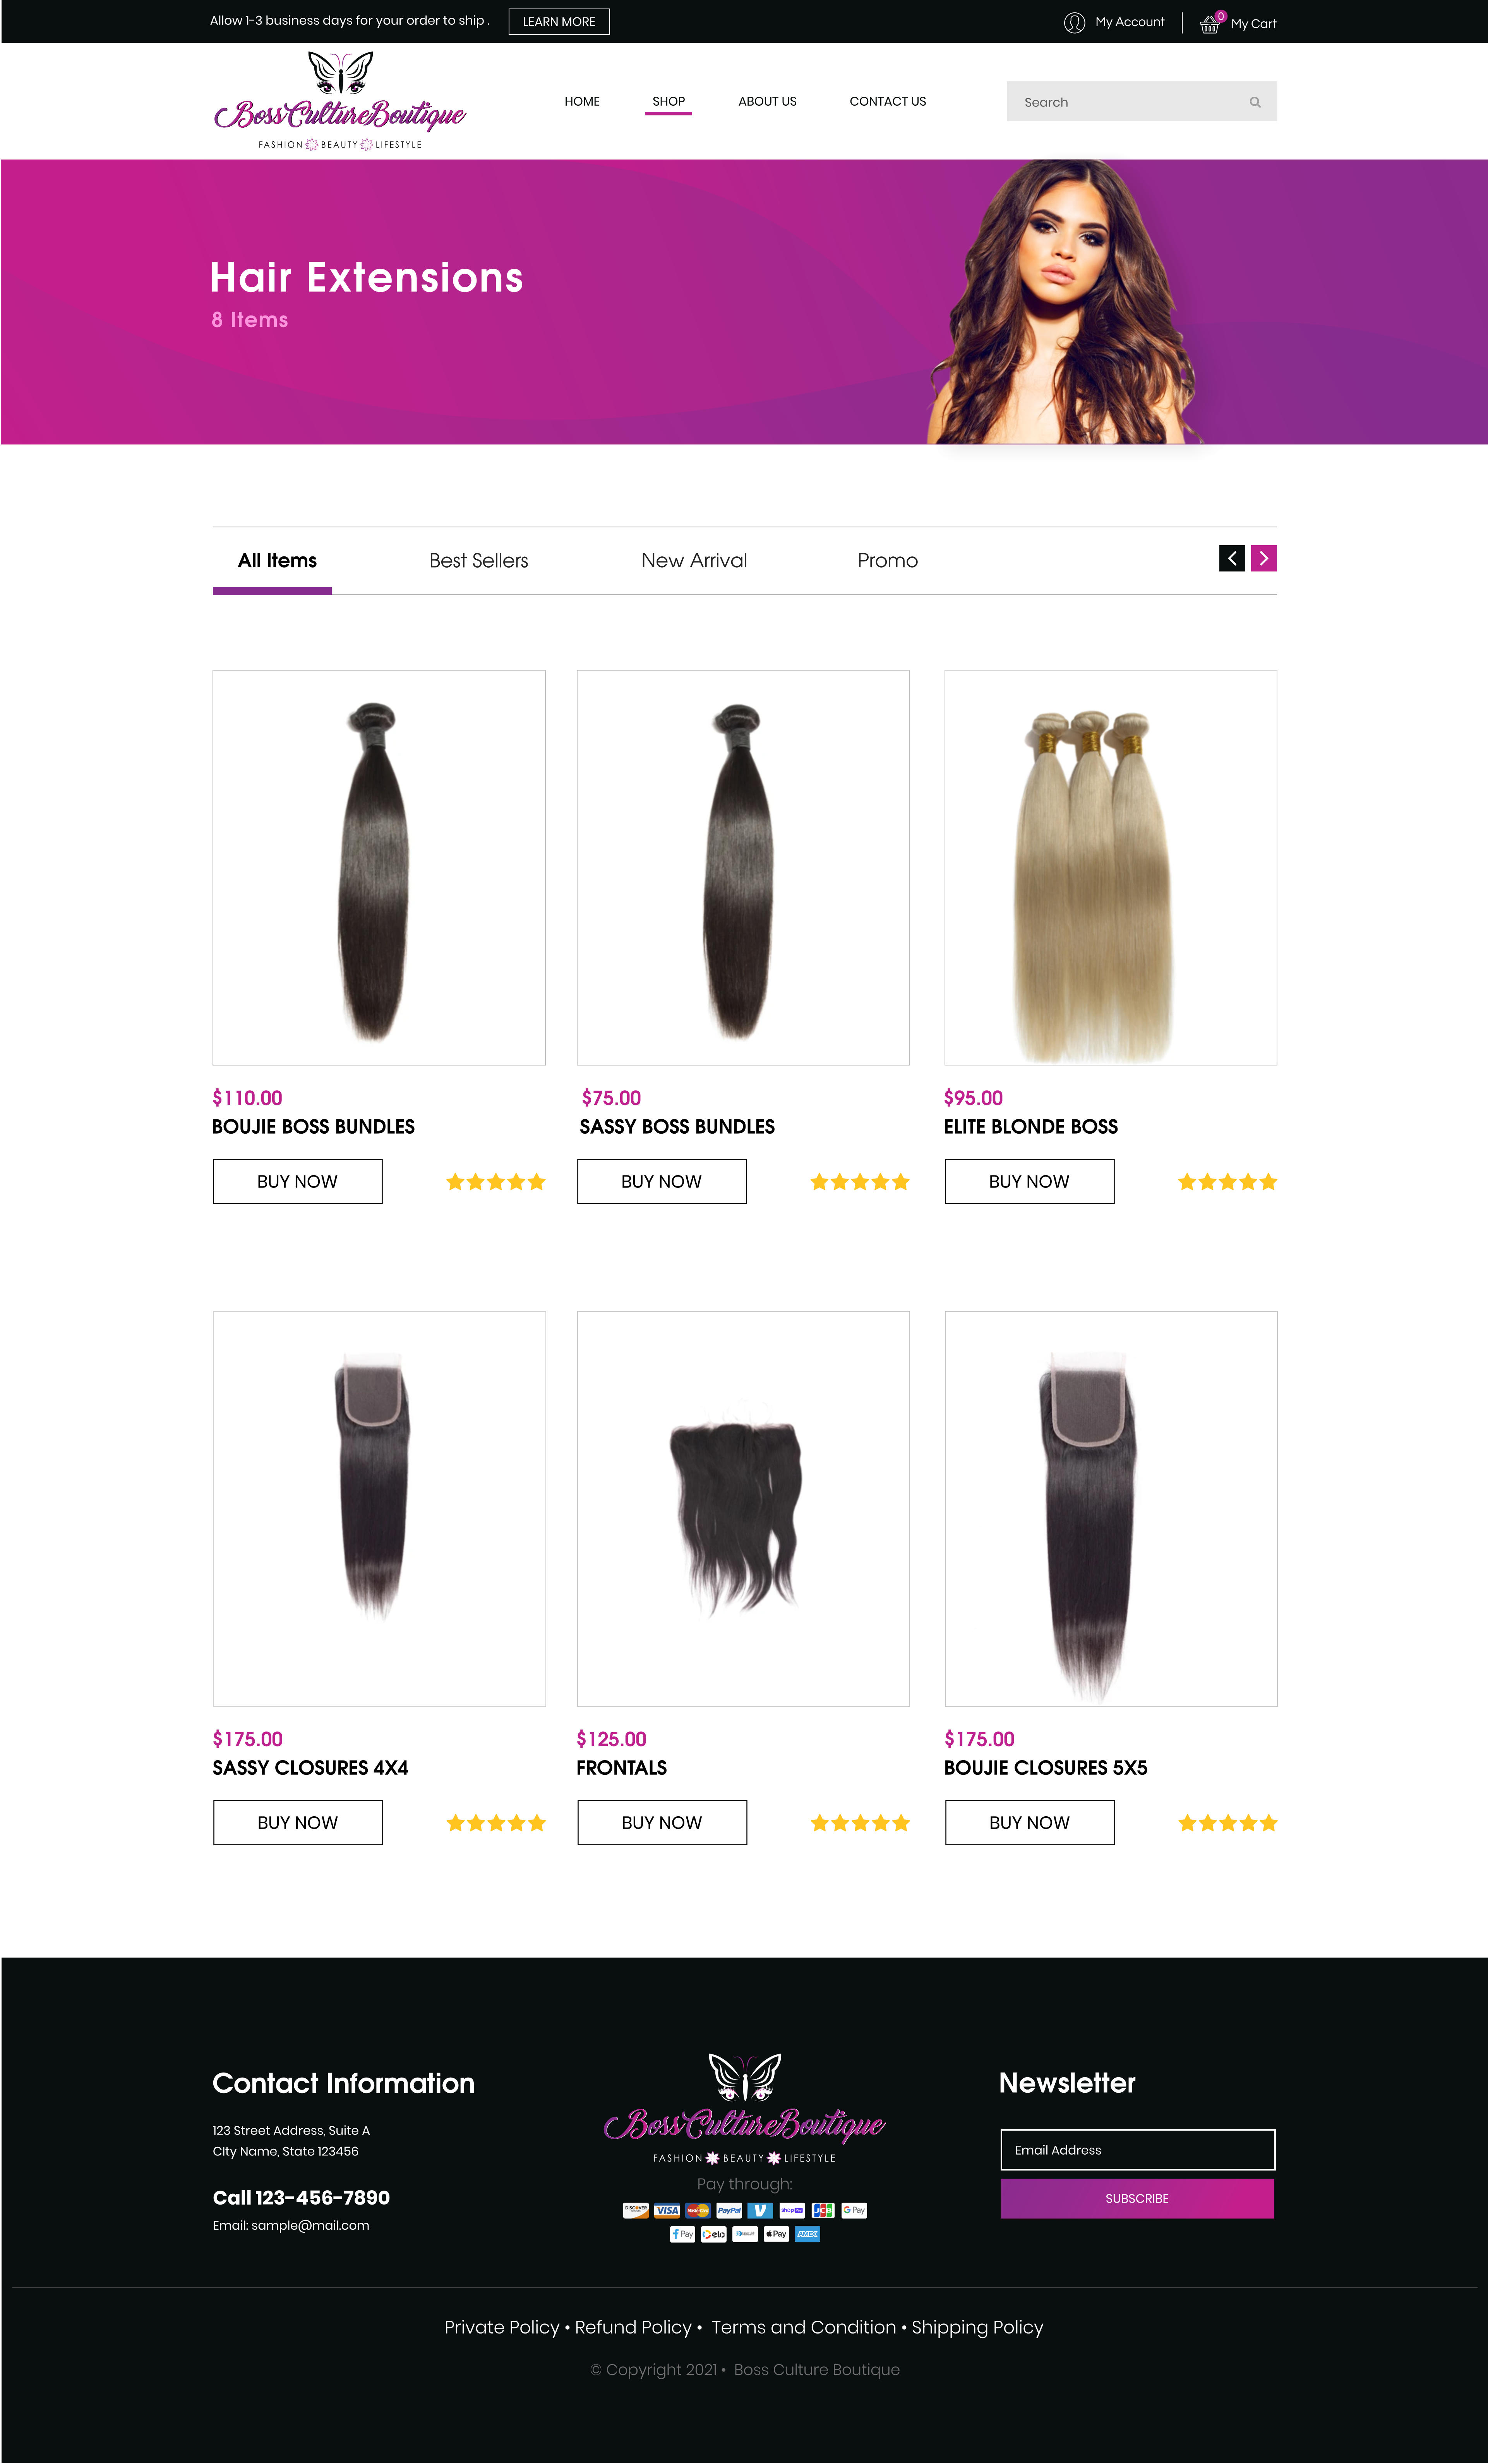 Allow 1-3 business days for your order to ship .
LEARN MORE
My Account
0
My Cart
BossCultureBoutique
FASHION BEAUTY LIFESTYLE
HOME
SHOP
ABOUT US
CONTACT US
Search
Hair Extensions
8 Items
All Items
Best Sellers
New Arrival
Promo
$110.00
BOUJIE BOSS BUNDLES
BUY NOW
$75.00
SASSY BOSS BUNDLES
BUY NOW
$95.00
ELITE BLONDE BOSS
BUY NOW
$175.00
SASSY CLOSURES 4X4
BUY NOW
$125.00
FRONTALS
BUY NOW
$175.00
BOUJIE CLOSURES 5X5
BUY NOW
Contact Information
123 Street Address, Suite A
CIty Name, State 123456
Call 123-456-7890
Email: sample@mail.com
BossCultureBoutique
FASHION BEAUTY LIFESTYLE
Pay through:
DISCOVER VISA MasterCard PayPal V shop Pay JCB G Pay
f Pay elo Pay AMEX
Newsletter
Email Address
SUBSCRIBE
Private Policy • Refund Policy • Terms and Condition • Shipping Policy
© Copyright 2021 • Boss Culture Boutique